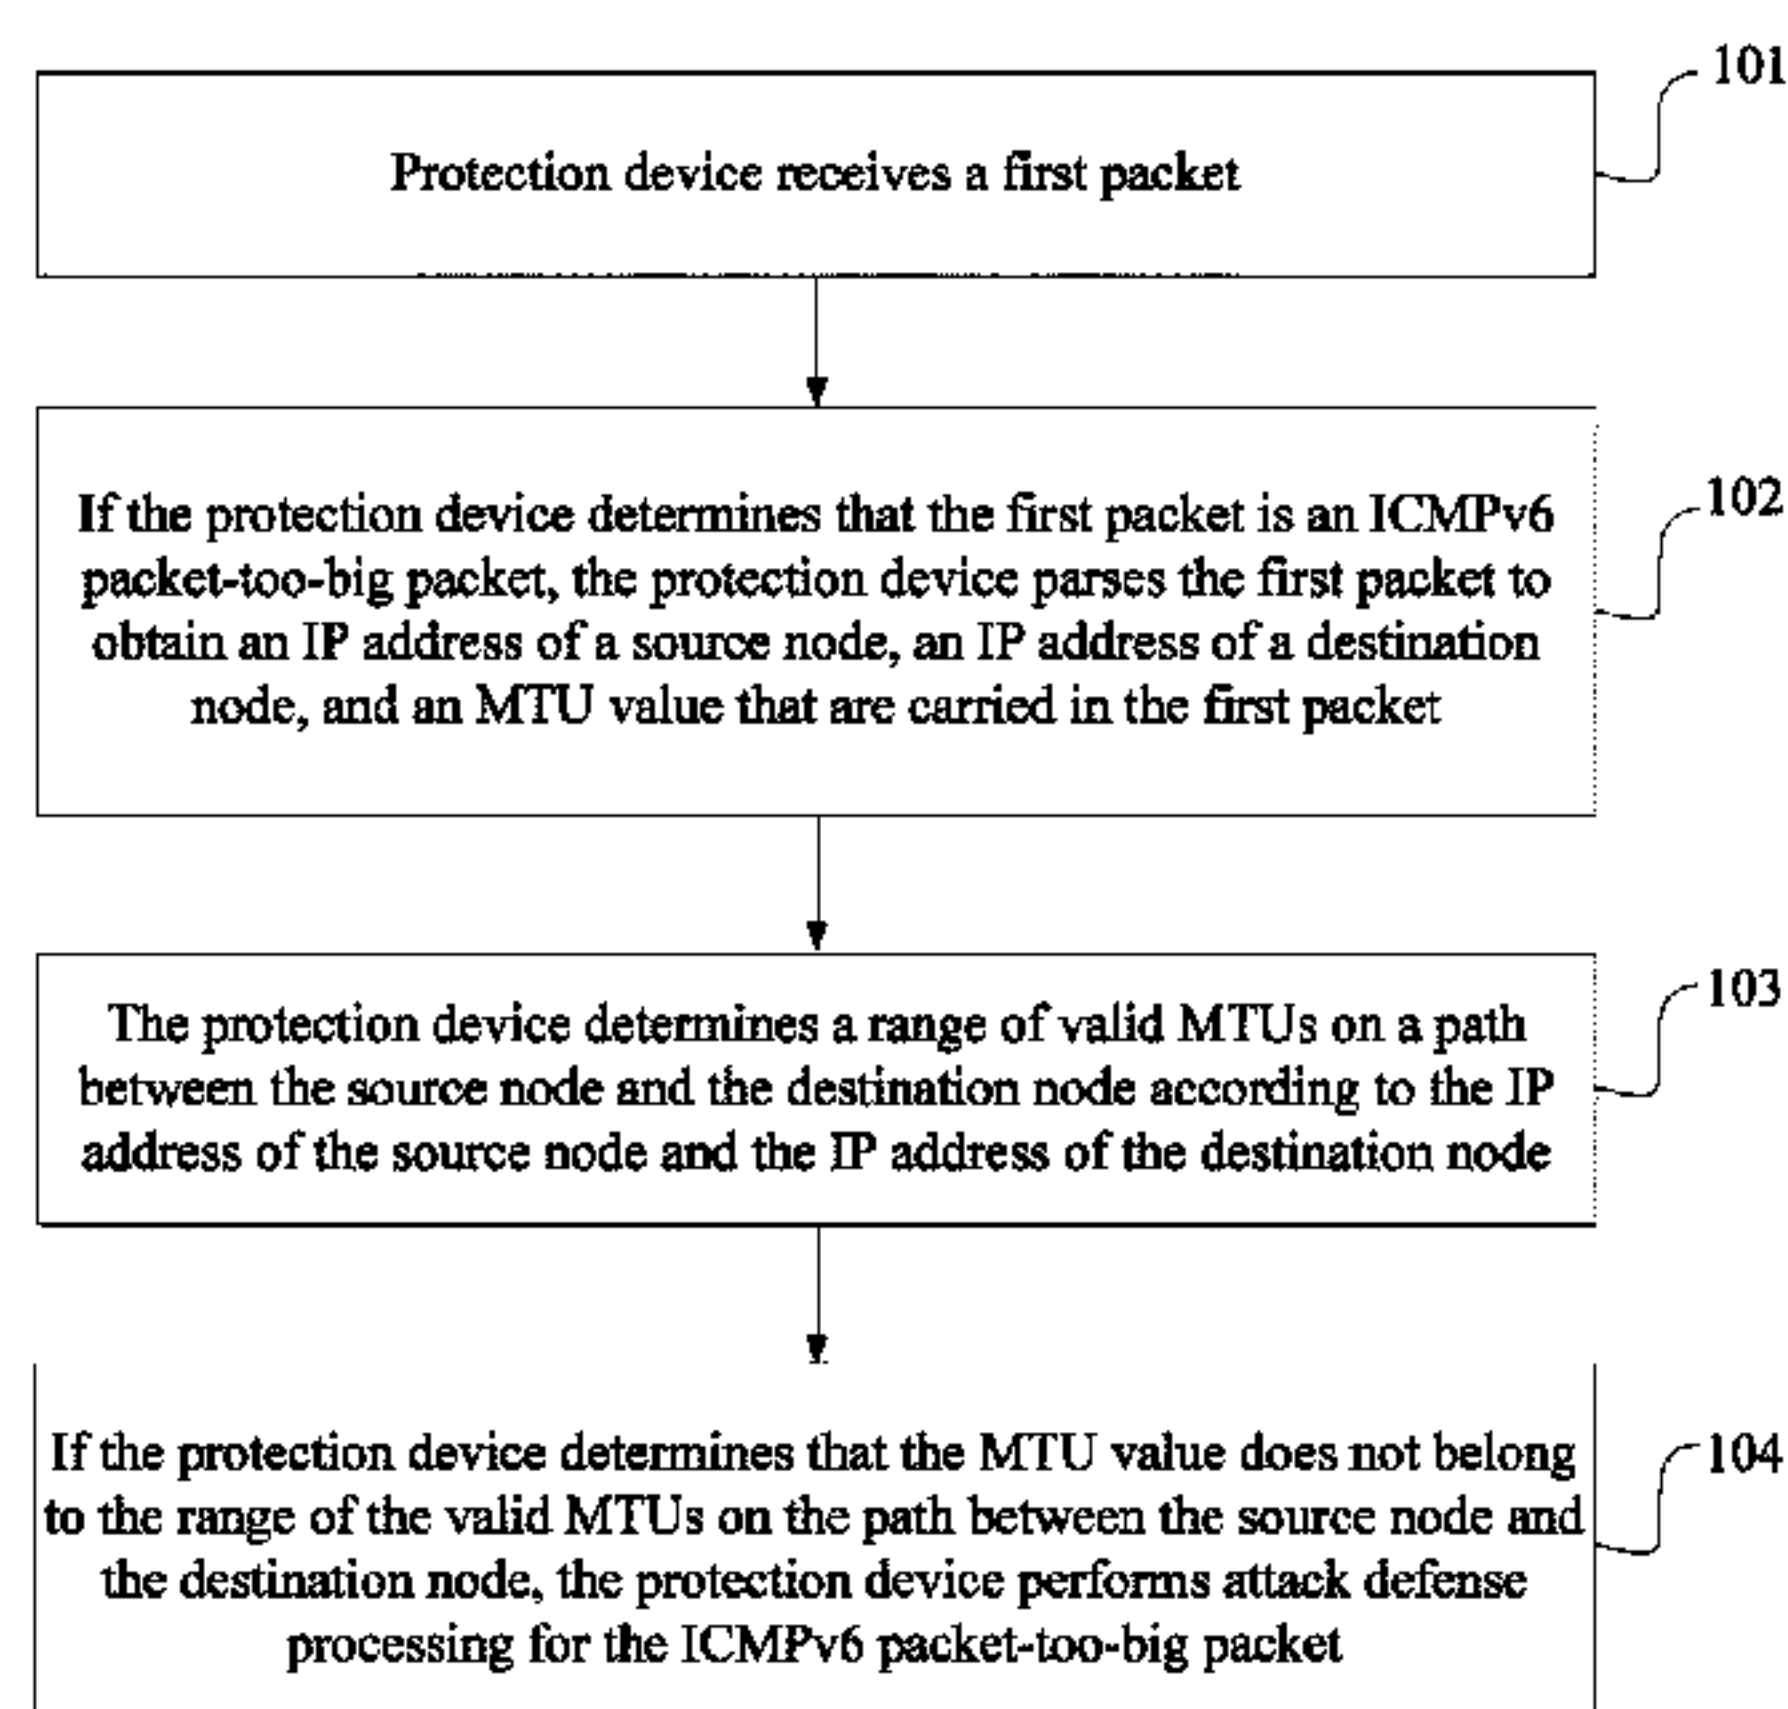 101
Protection device receives a first packet
102
If the protection device determines that the first packet is an ICMPv6
packet-too-big packet, the protection device parses the first packet to
obtain an IP address of a source node, an IP address of a destination
node, and an MTU value that are carried in the first packet
103
The protection device determines a range of valid MTUs on a path
between the source node and the destination node according to the IP
address of the source node and the IP address of the destination node
104
If the protection device determines that the MTU value does not belong
to the range of the valid MTUs on the path between the source node and
the destination node, the protection device performs attack defense
processing for the ICMPv6 packet-too-big packet